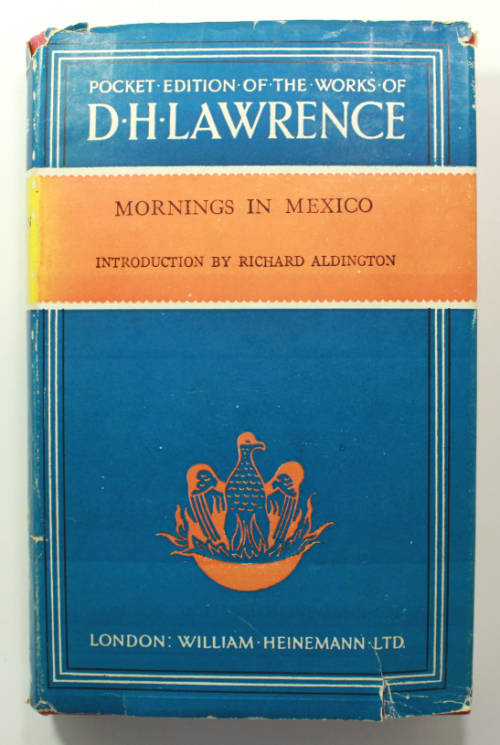 POCKET·EDITION·OF·THE·WORKS·OF
D·H·LAWRENCE
MORNINGS IN MEXICO
INTRODUCTION BY RICHARD ALDINGTON
LONDON: WILLIAM·HEINEMANN·LTD.